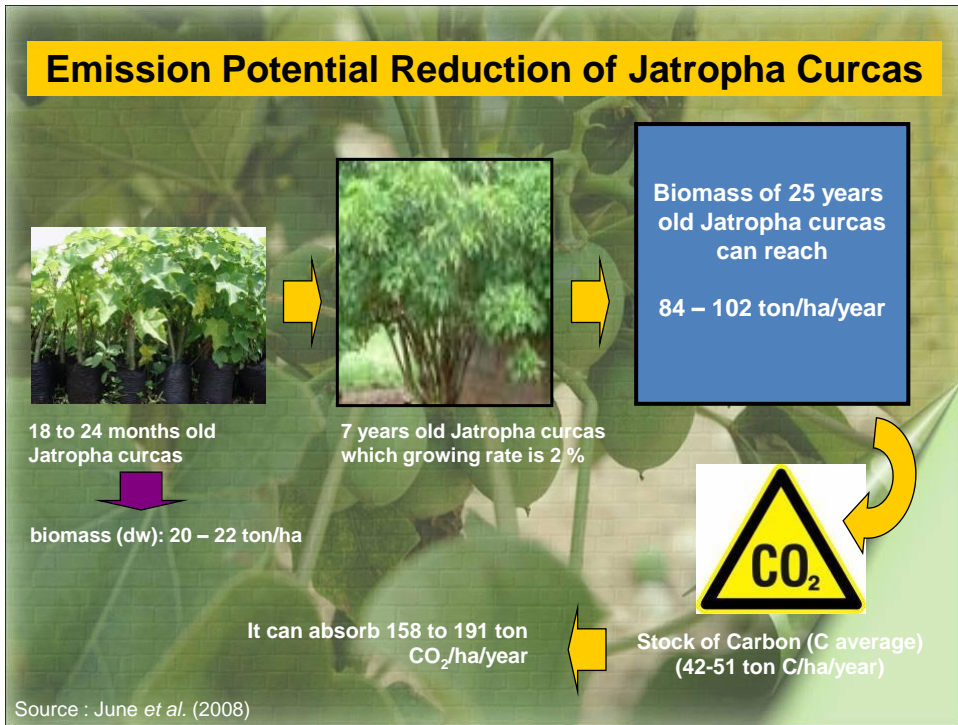 Emission Potential Reduction of Jatropha Curcas
18 to 24 months old
Jatropha curcas
biomass (dw): 20 – 22 ton/ha
7 years old Jatropha curcas
which growing rate is 2 %
Biomass of 25 years
old Jatropha curcas
can reach
84 – 102 ton/ha/year
CO₂
Stock of Carbon (C average)
(42-51 ton C/ha/year)
It can absorb 158 to 191 ton
CO₂/ha/year
Source : June et al. (2008)